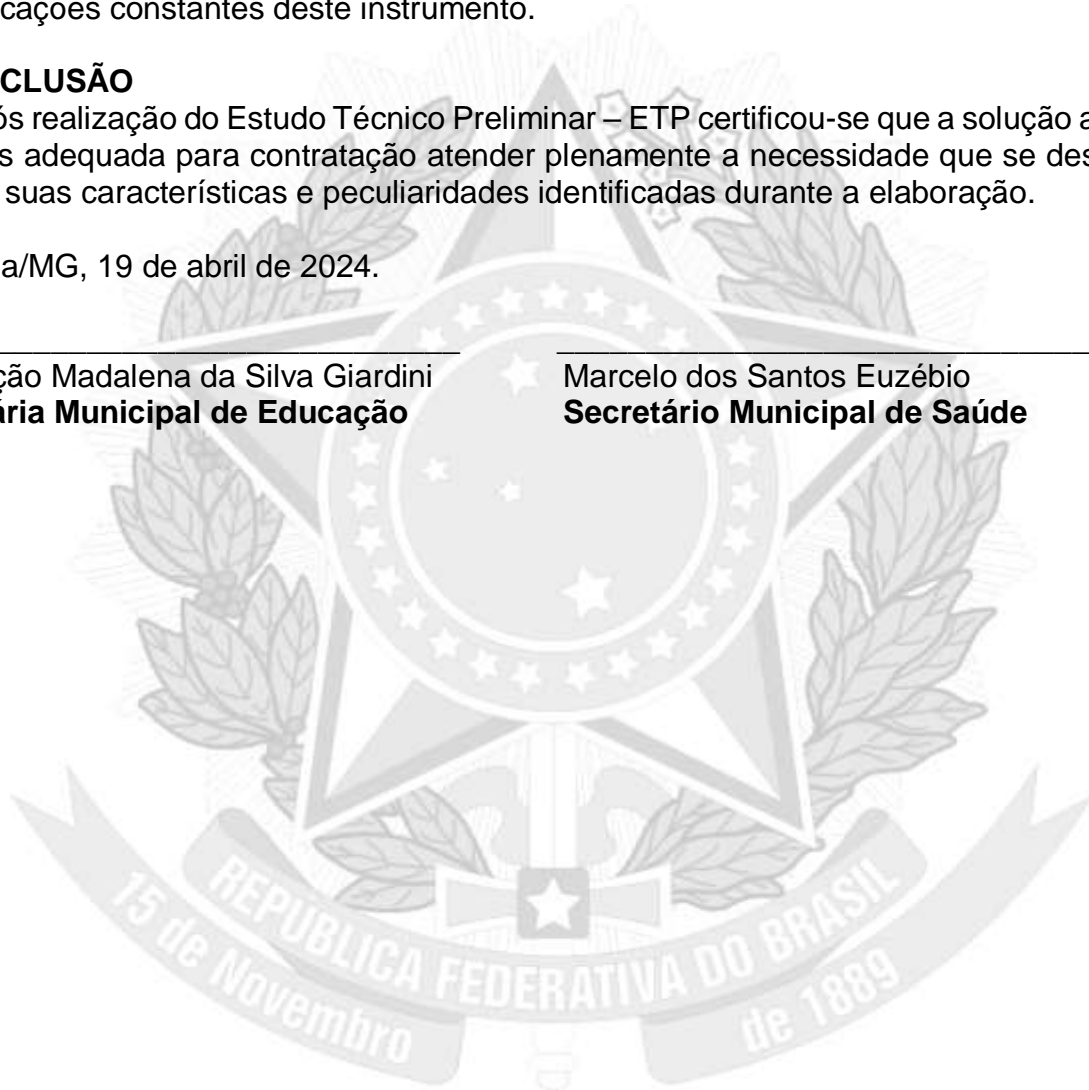 cações constantes deste instrumento.
CLUSÃO
ós realização do Estudo Técnico Preliminar – ETP certificou-se que a solução a
s adequada para contratação atender plenamente a necessidade que se des
suas características e peculiaridades identificadas durante a elaboração.
a/MG, 19 de abril de 2024.
ção Madalena da Silva Giardini Marcelo dos Santos Euzébio
ária Municipal de Educação Secretário Municipal de Saúde
REPUBLICA FEDERATIVA DO BRASIL
15 de Novembro de 1889